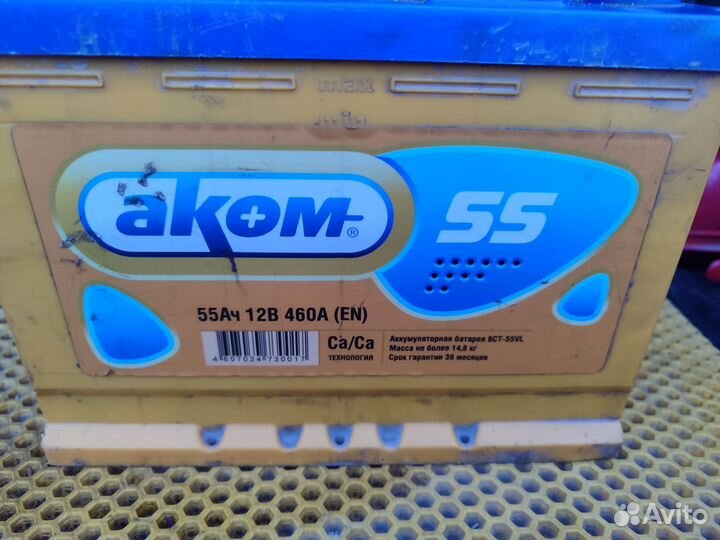 max
min
аком® 55
55Ач 12В 460А (EN)
4607034730017
Ca/Ca
ТЕХНОЛОГИЯ
Аккумуляторная батарея 6СТ-55VL
Масса не более 14,8 кг
Срок гарантии 36 месяцев
Avito